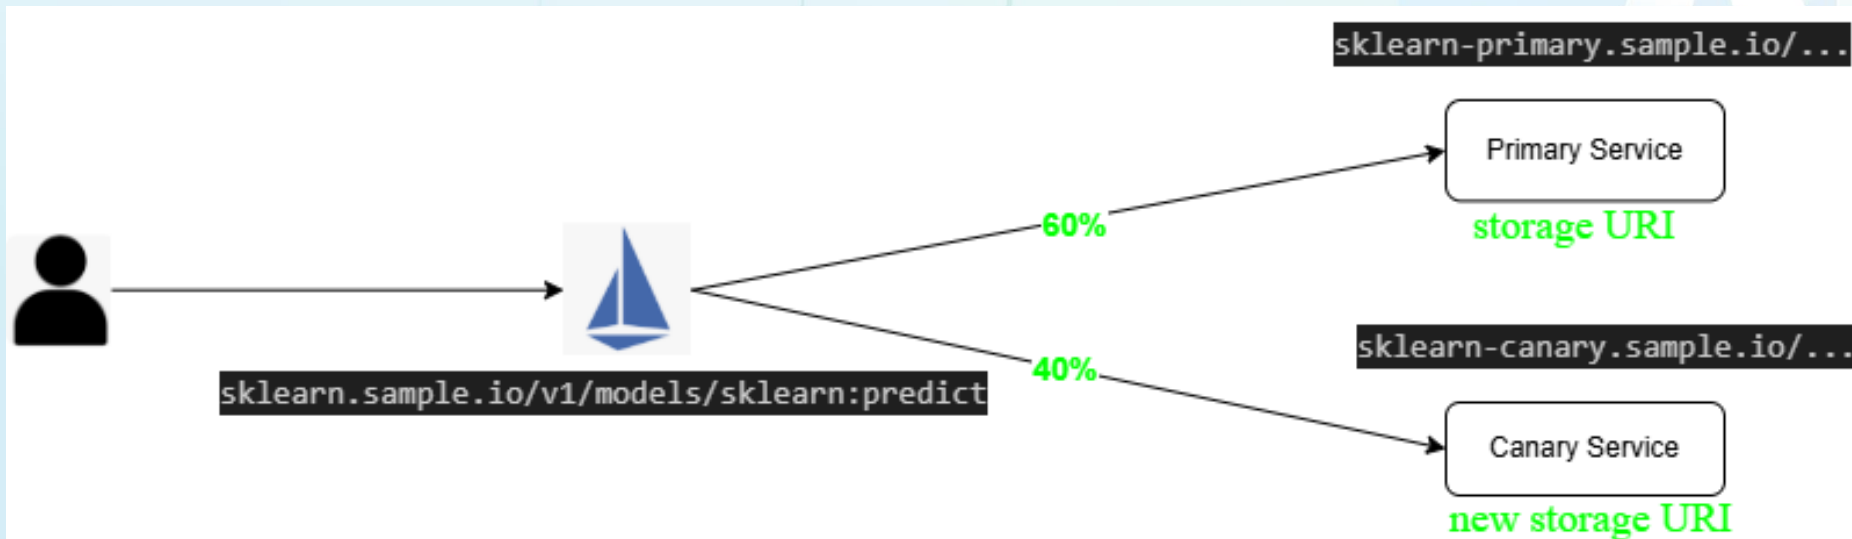 sklearn-primary.sample.io/...
Primary Service
storage URI
60%
sklearn.sample.io/v1/models/sklearn:predict
40%
sklearn-canary.sample.io/...
Canary Service
new storage URI